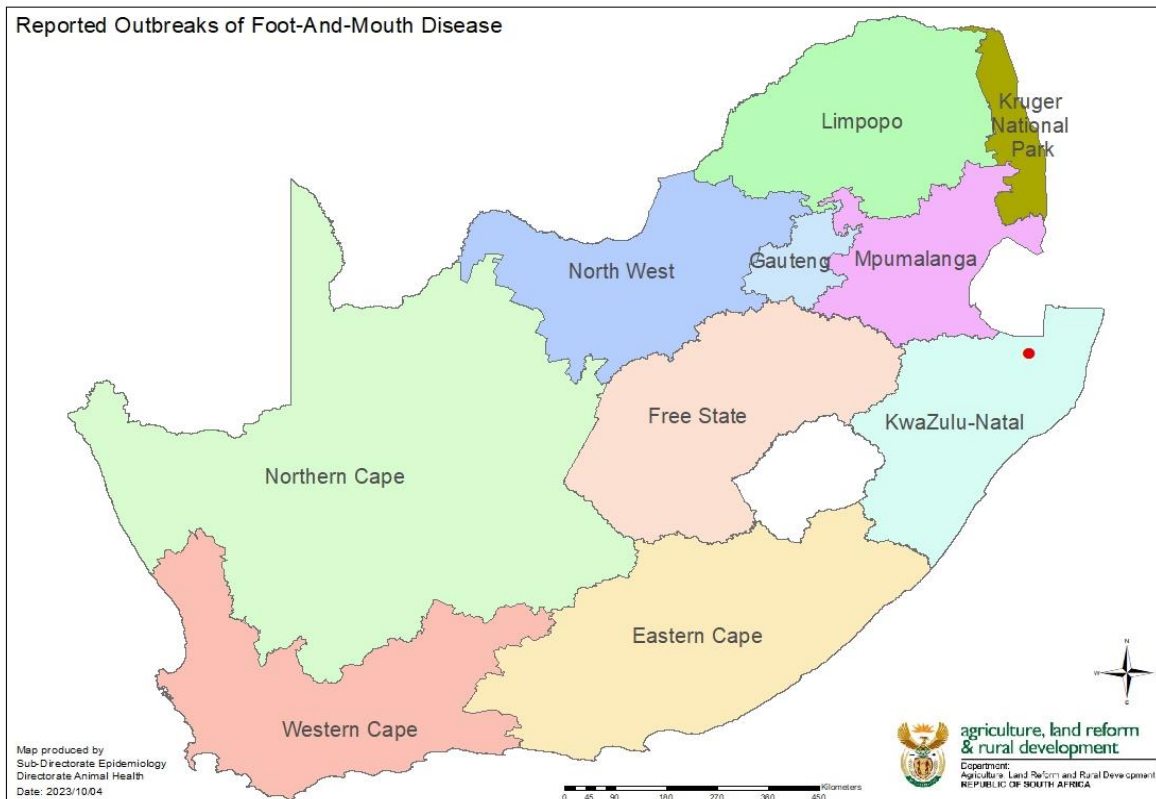 Reported Outbreaks of Foot-And-Mouth Disease
Limpopo
Kruger
National
Park
North West
Gauteng
Mpumalanga
Free State
KwaZulu-Natal
Northern Cape
Eastern Cape
Western Cape
N
W
E
S
Map produced by
Sub-Directorate Epidemiology
Directorate Animal Health
Date: 2023/10/04
Kilometers
0 45 90 180 270 360 450
agriculture, land reform
& rural development
Department:
Agriculture, Land Reform and Rural Development
REPUBLIC OF SOUTH AFRICA